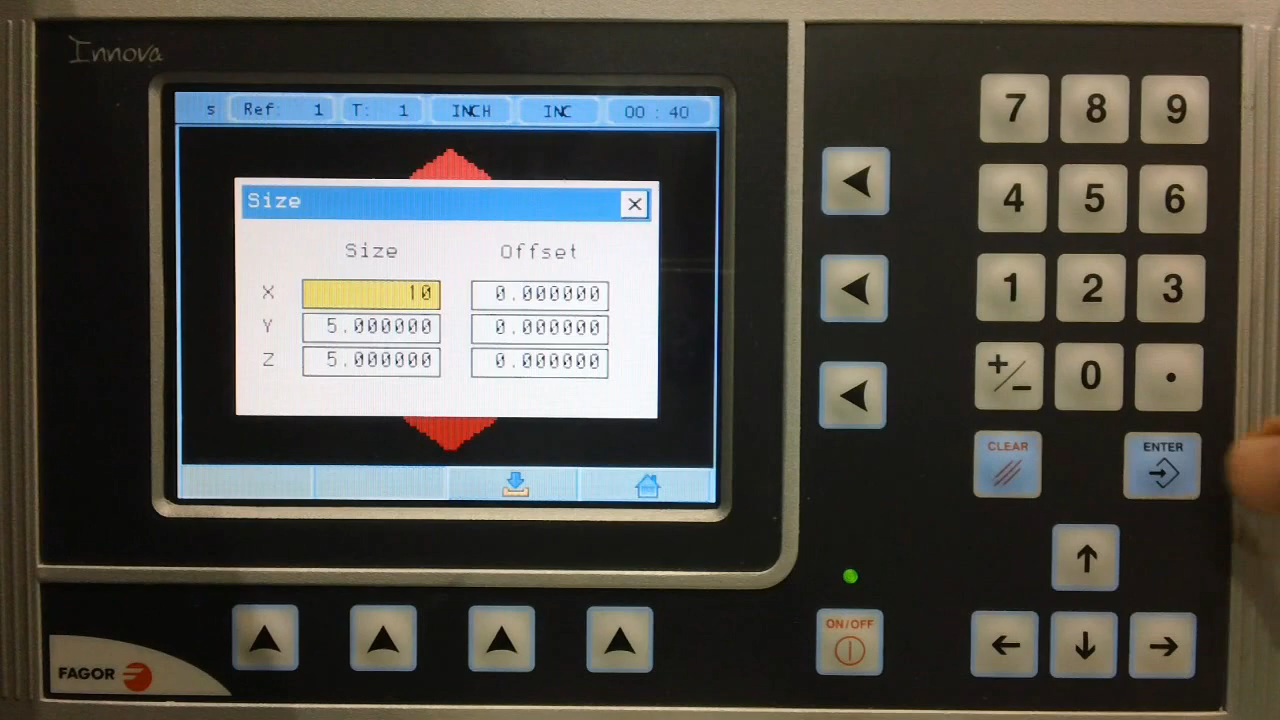 Innova
s Ref: 1 T: 1 INCH INC 00 : 40
Size
Size Offset
X 10 0.000000
Y 5.000000 0.000000
Z 5.000000 0.000000
7 8 9
4 5 6
1 2 3
+/- 0 .
CLEAR ENTER
ON/OFF
FAGOR